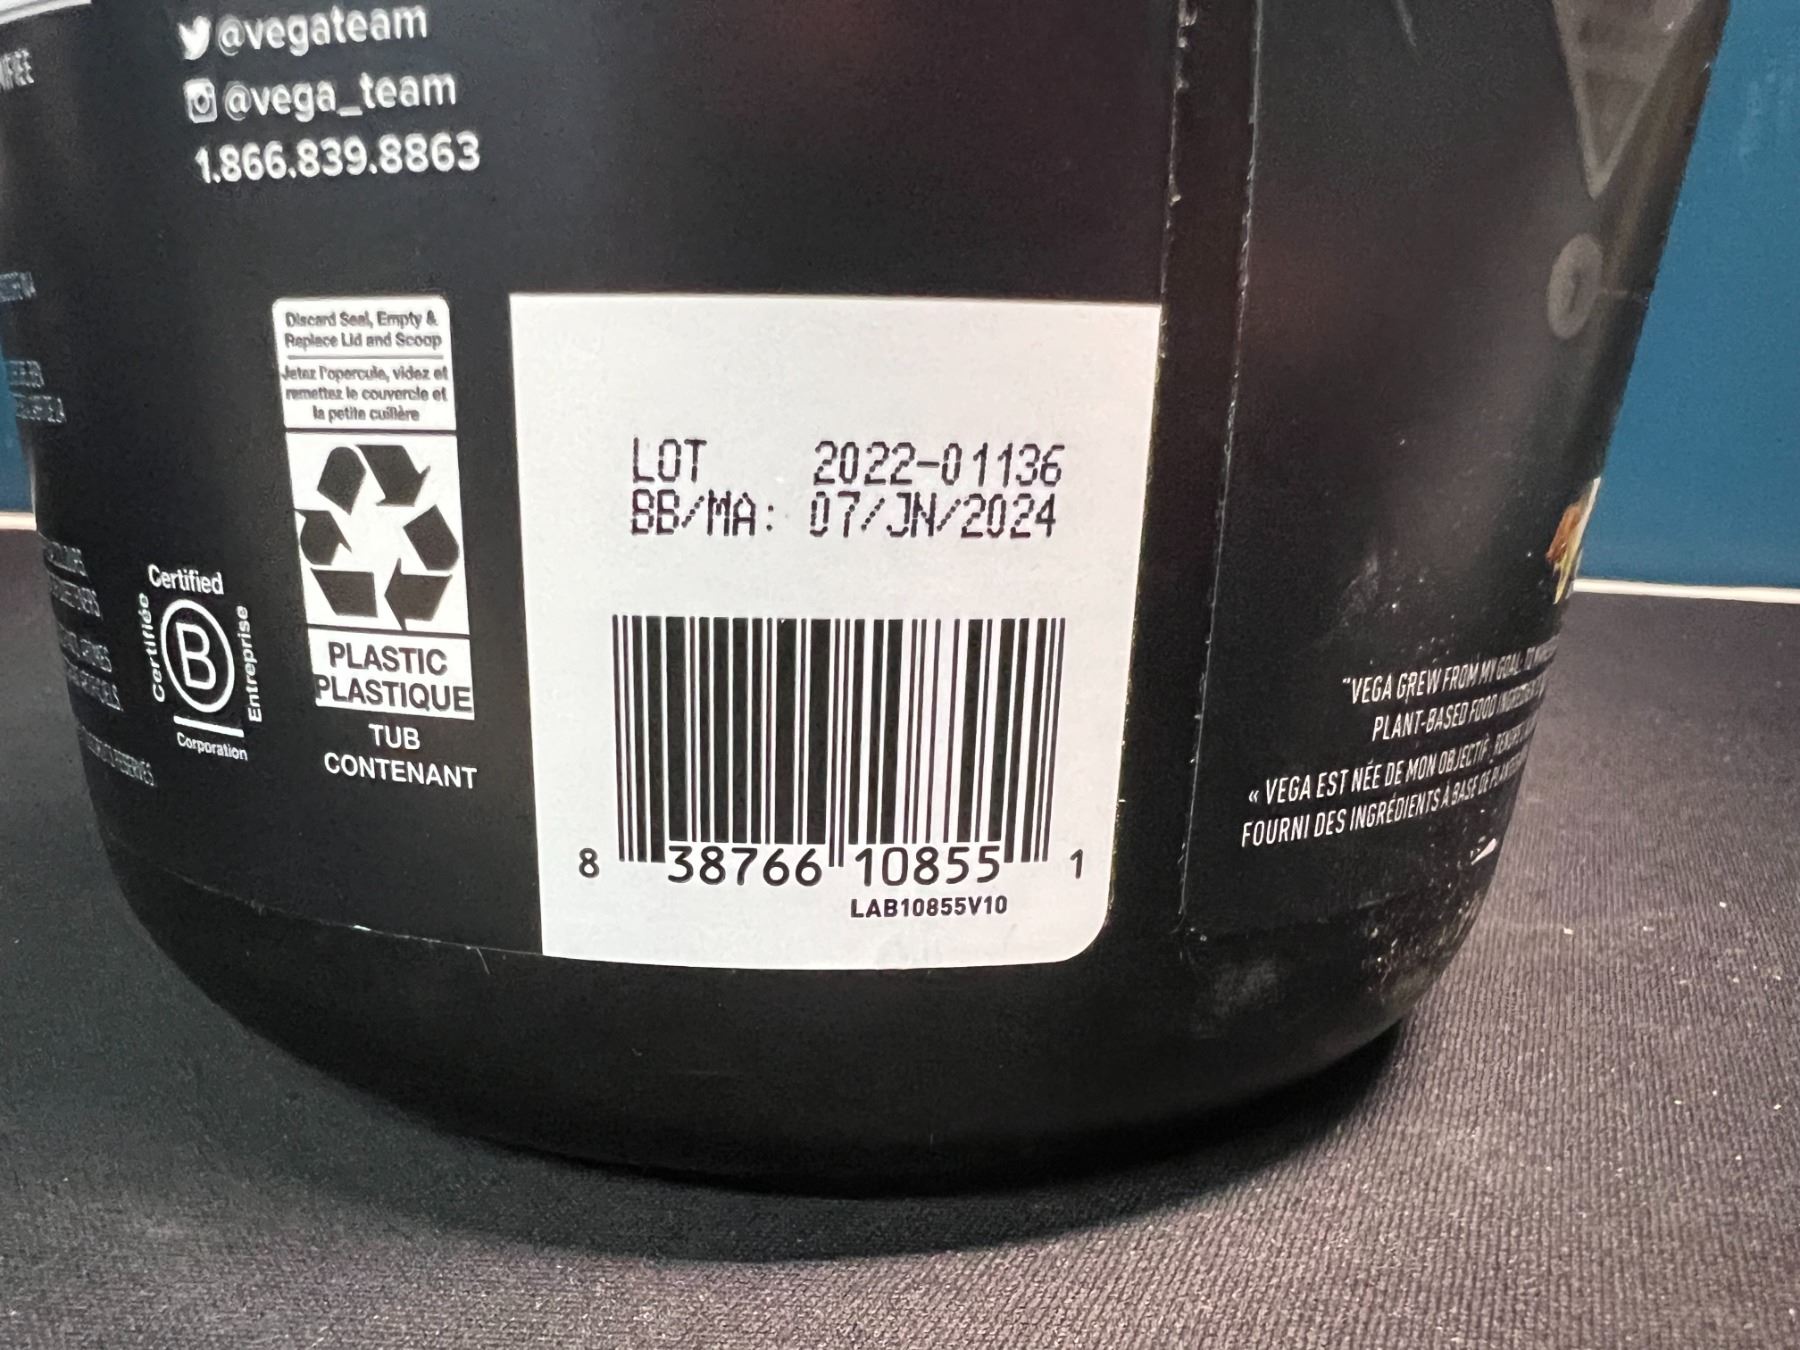 @vegateam
@vega_team
1.866.839.8863
Discard Seal, Empty &
Replace Lid and Scoop
Jetez l'opercule, videz et
remettez le couvercle et
la petite cuillère
PLASTIC
PLASTIQUE
TUB
CONTENANT
Certified
Certifiée
B
Entreprise
Corporation
LOT 2022-01136
BB/MA: 07/JN/2024
8 38766 10855 1
LAB10855V10
"VEGA GREW FROM MY GOAL: TO
PLANT-BASED FOOD
« VEGA EST NÉE DE MON OBJECTIF :
FOURNI DES INGRÉDIENTS À BASE DE